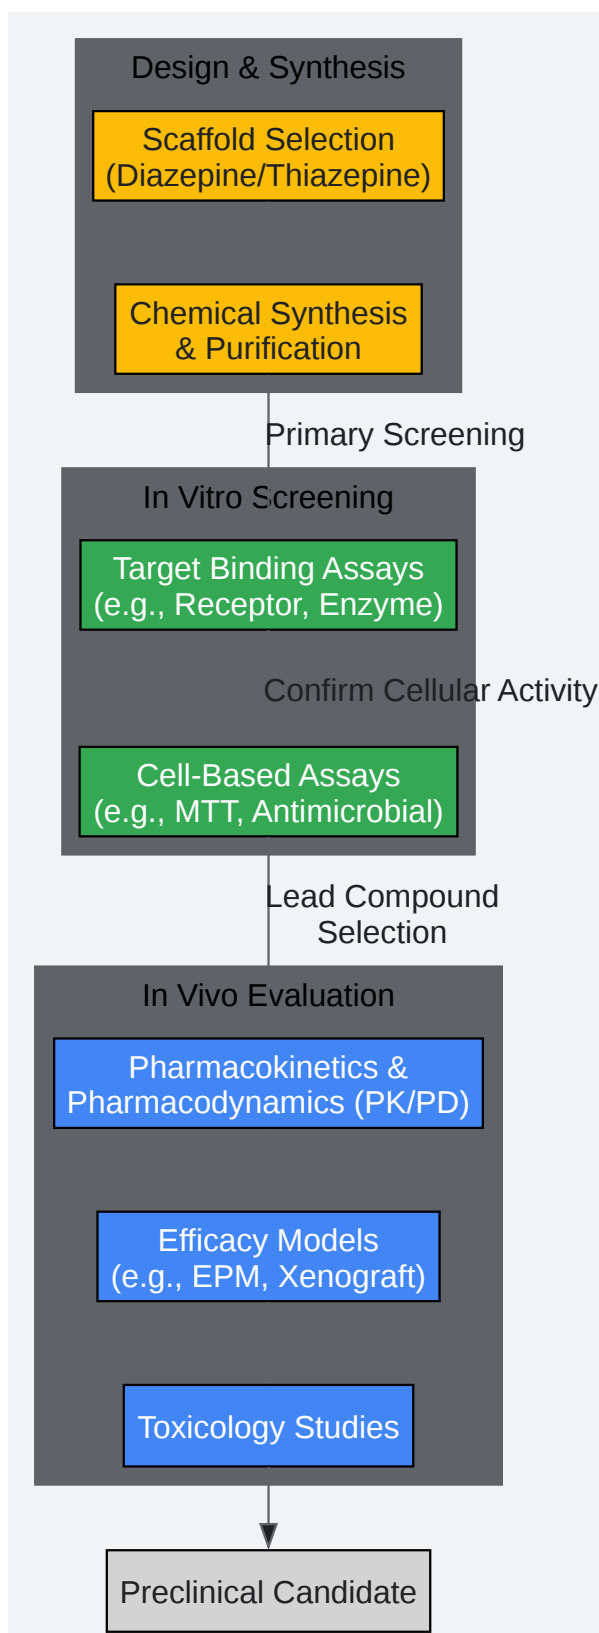 Design & Synthesis
Scaffold Selection
(Diazepine/Thiazepine)
Chemical Synthesis
& Purification
Primary Screening
In Vitro Screening
Target Binding Assays
(e.g., Receptor, Enzyme)
Confirm Cellular Activity
Cell-Based Assays
(e.g., MTT, Antimicrobial)
Lead Compound
Selection
In Vivo Evaluation
Pharmacokinetics &
Pharmacodynamics (PK/PD)
Efficacy Models
(e.g., EPM, Xenograft)
Toxicology Studies
Preclinical Candidate